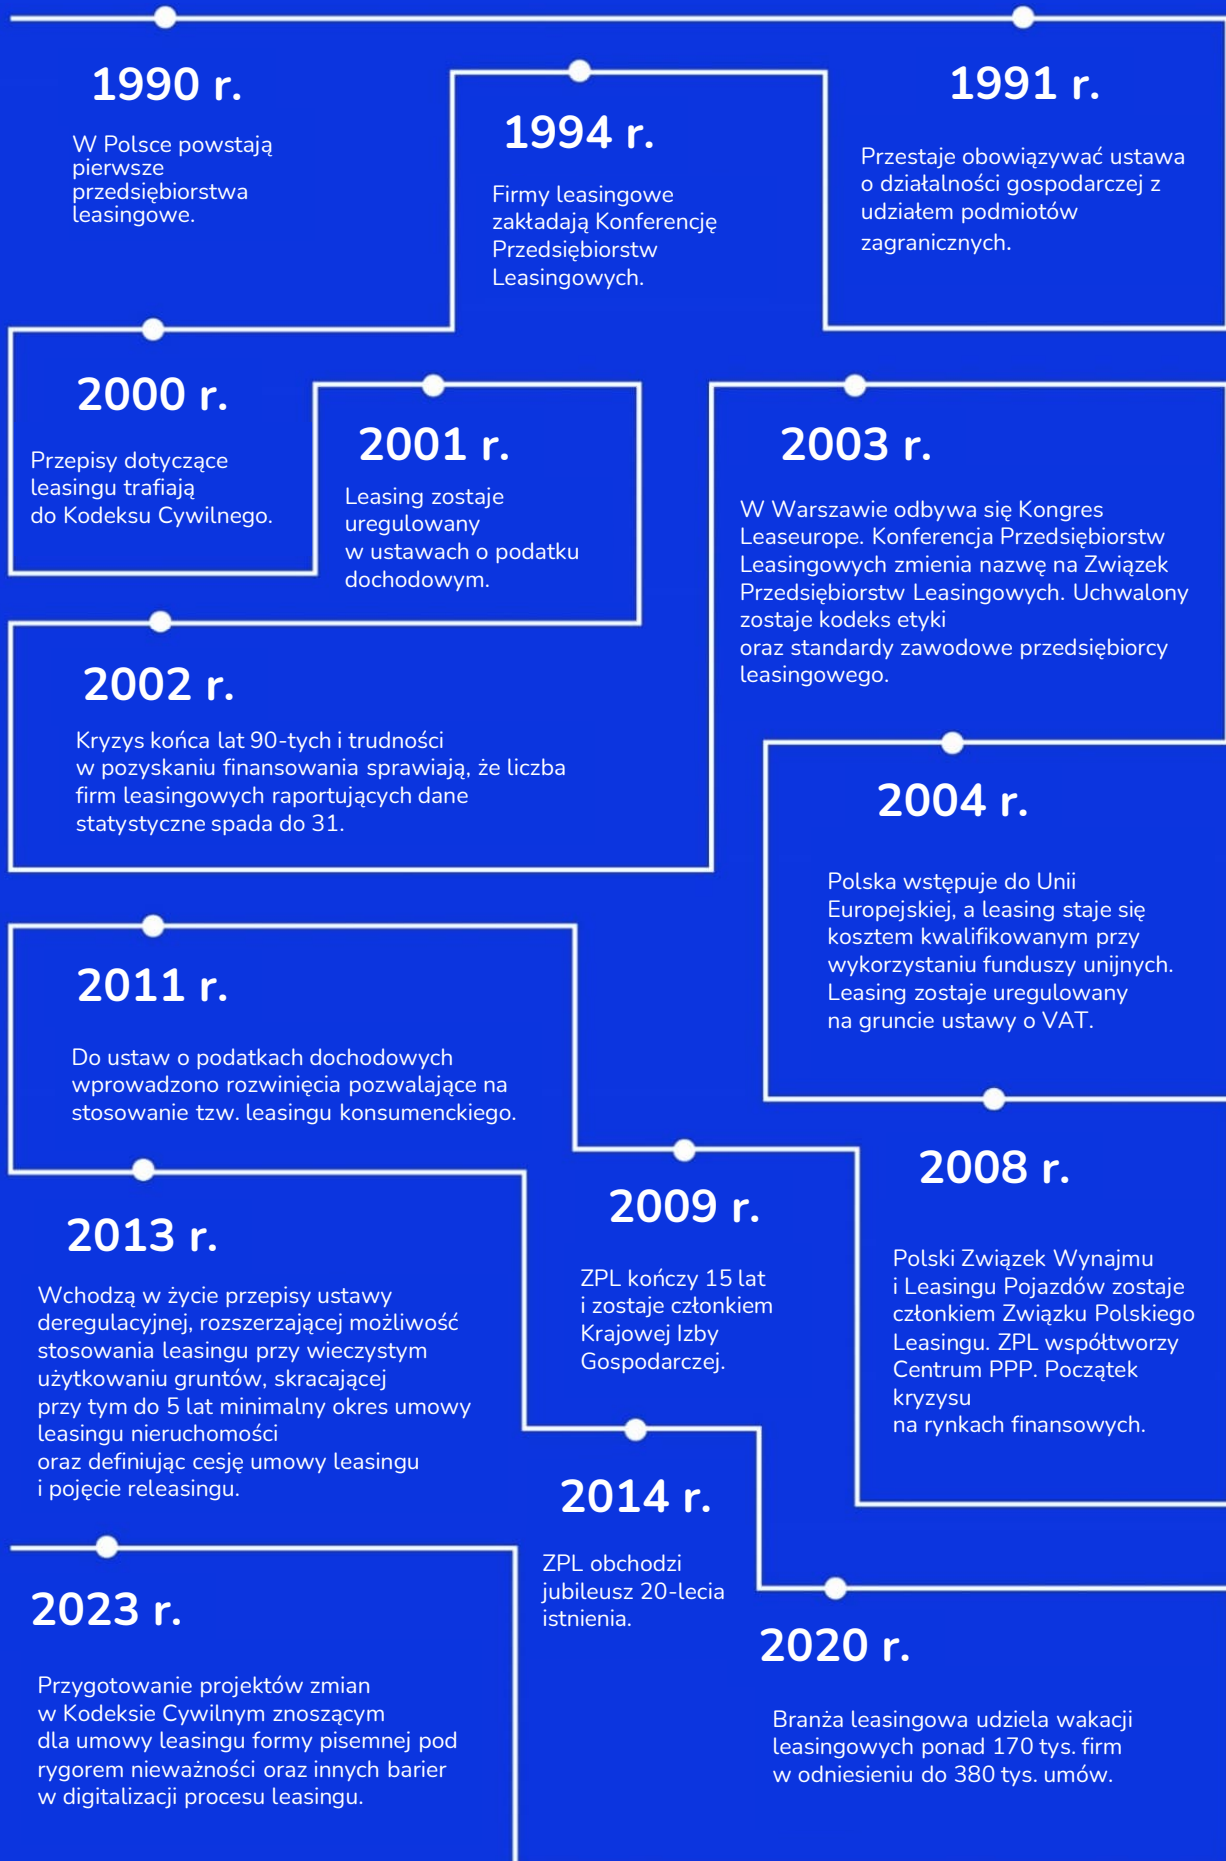 1990 r.
W Polsce powstają
pierwsze
przedsiębiorstwa
leasingowe.
1991 r.
Przestaje obowiązywać ustawa
o działalności gospodarczej z
udziałem podmiotów
zagranicznych.
1994 r.
Firmy leasingowe
zakładają Konferencję
Przedsiębiorstw
Leasingowych.
2000 r.
Przepisy dotyczące
leasingu trafiają
do Kodeksu Cywilnego.
2001 r.
Leasing zostaje
uregulowany
w ustawach o podatku
dochodowym.
2002 r.
Kryzys końca lat 90-tych i trudności
w pozyskaniu finansowania sprawiają, że liczba
firm leasingowych raportujących dane
statystyczne spada do 31.
2003 r.
W Warszawie odbywa się Kongres
Leaseurope. Konferencja Przedsiębiorstw
Leasingowych zmienia nazwę na Związek
Przedsiębiorstw Leasingowych. Uchwalony
zostaje kodeks etyki
oraz standardy zawodowe przedsiębiorcy
leasingowego.
2004 r.
Polska wstępuje do Unii
Europejskiej, a leasing staje się
kosztem kwalifikowanym przy
wykorzystaniu funduszy unijnych.
Leasing zostaje uregulowany
na gruncie ustawy o VAT.
2008 r.
Polski Związek Wynajmu
i Leasingu Pojazdów zostaje
członkiem Związku Polskiego
Leasingu. ZPL współtworzy
Centrum PPP. Początek
kryzysu
na rynkach finansowych.
2009 r.
ZPL kończy 15 lat
i zostaje członkiem
Krajowej Izby
Gospodarczej.
2011 r.
Do ustaw o podatkach dochodowych
wprowadzono rozwinięcia pozwalające na
stosowanie tzw. leasingu konsumenckiego.
2013 r.
Wchodzą w życie przepisy ustawy
deregulacyjnej, rozszerzającej możliwość
stosowania leasingu przy wieczystym
użytkowaniu gruntów, skracającej
przy tym do 5 lat minimalny okres umowy
leasingu nieruchomości
oraz definiując cesję umowy leasingu
i pojęcie releasingu.
2014 r.
ZPL obchodzi
jubileusz 20-lecia
istnienia.
2020 r.
Branża leasingowa udziela wakacji
leasingowych ponad 170 tys. firm
w odniesieniu do 380 tys. umów.
2023 r.
Przygotowanie projektów zmian
w Kodeksie Cywilnym znoszącym
dla umowy leasingu formy pisemnej pod
rygorem nieważności oraz innych barier
w digitalizacji procesu leasingu.